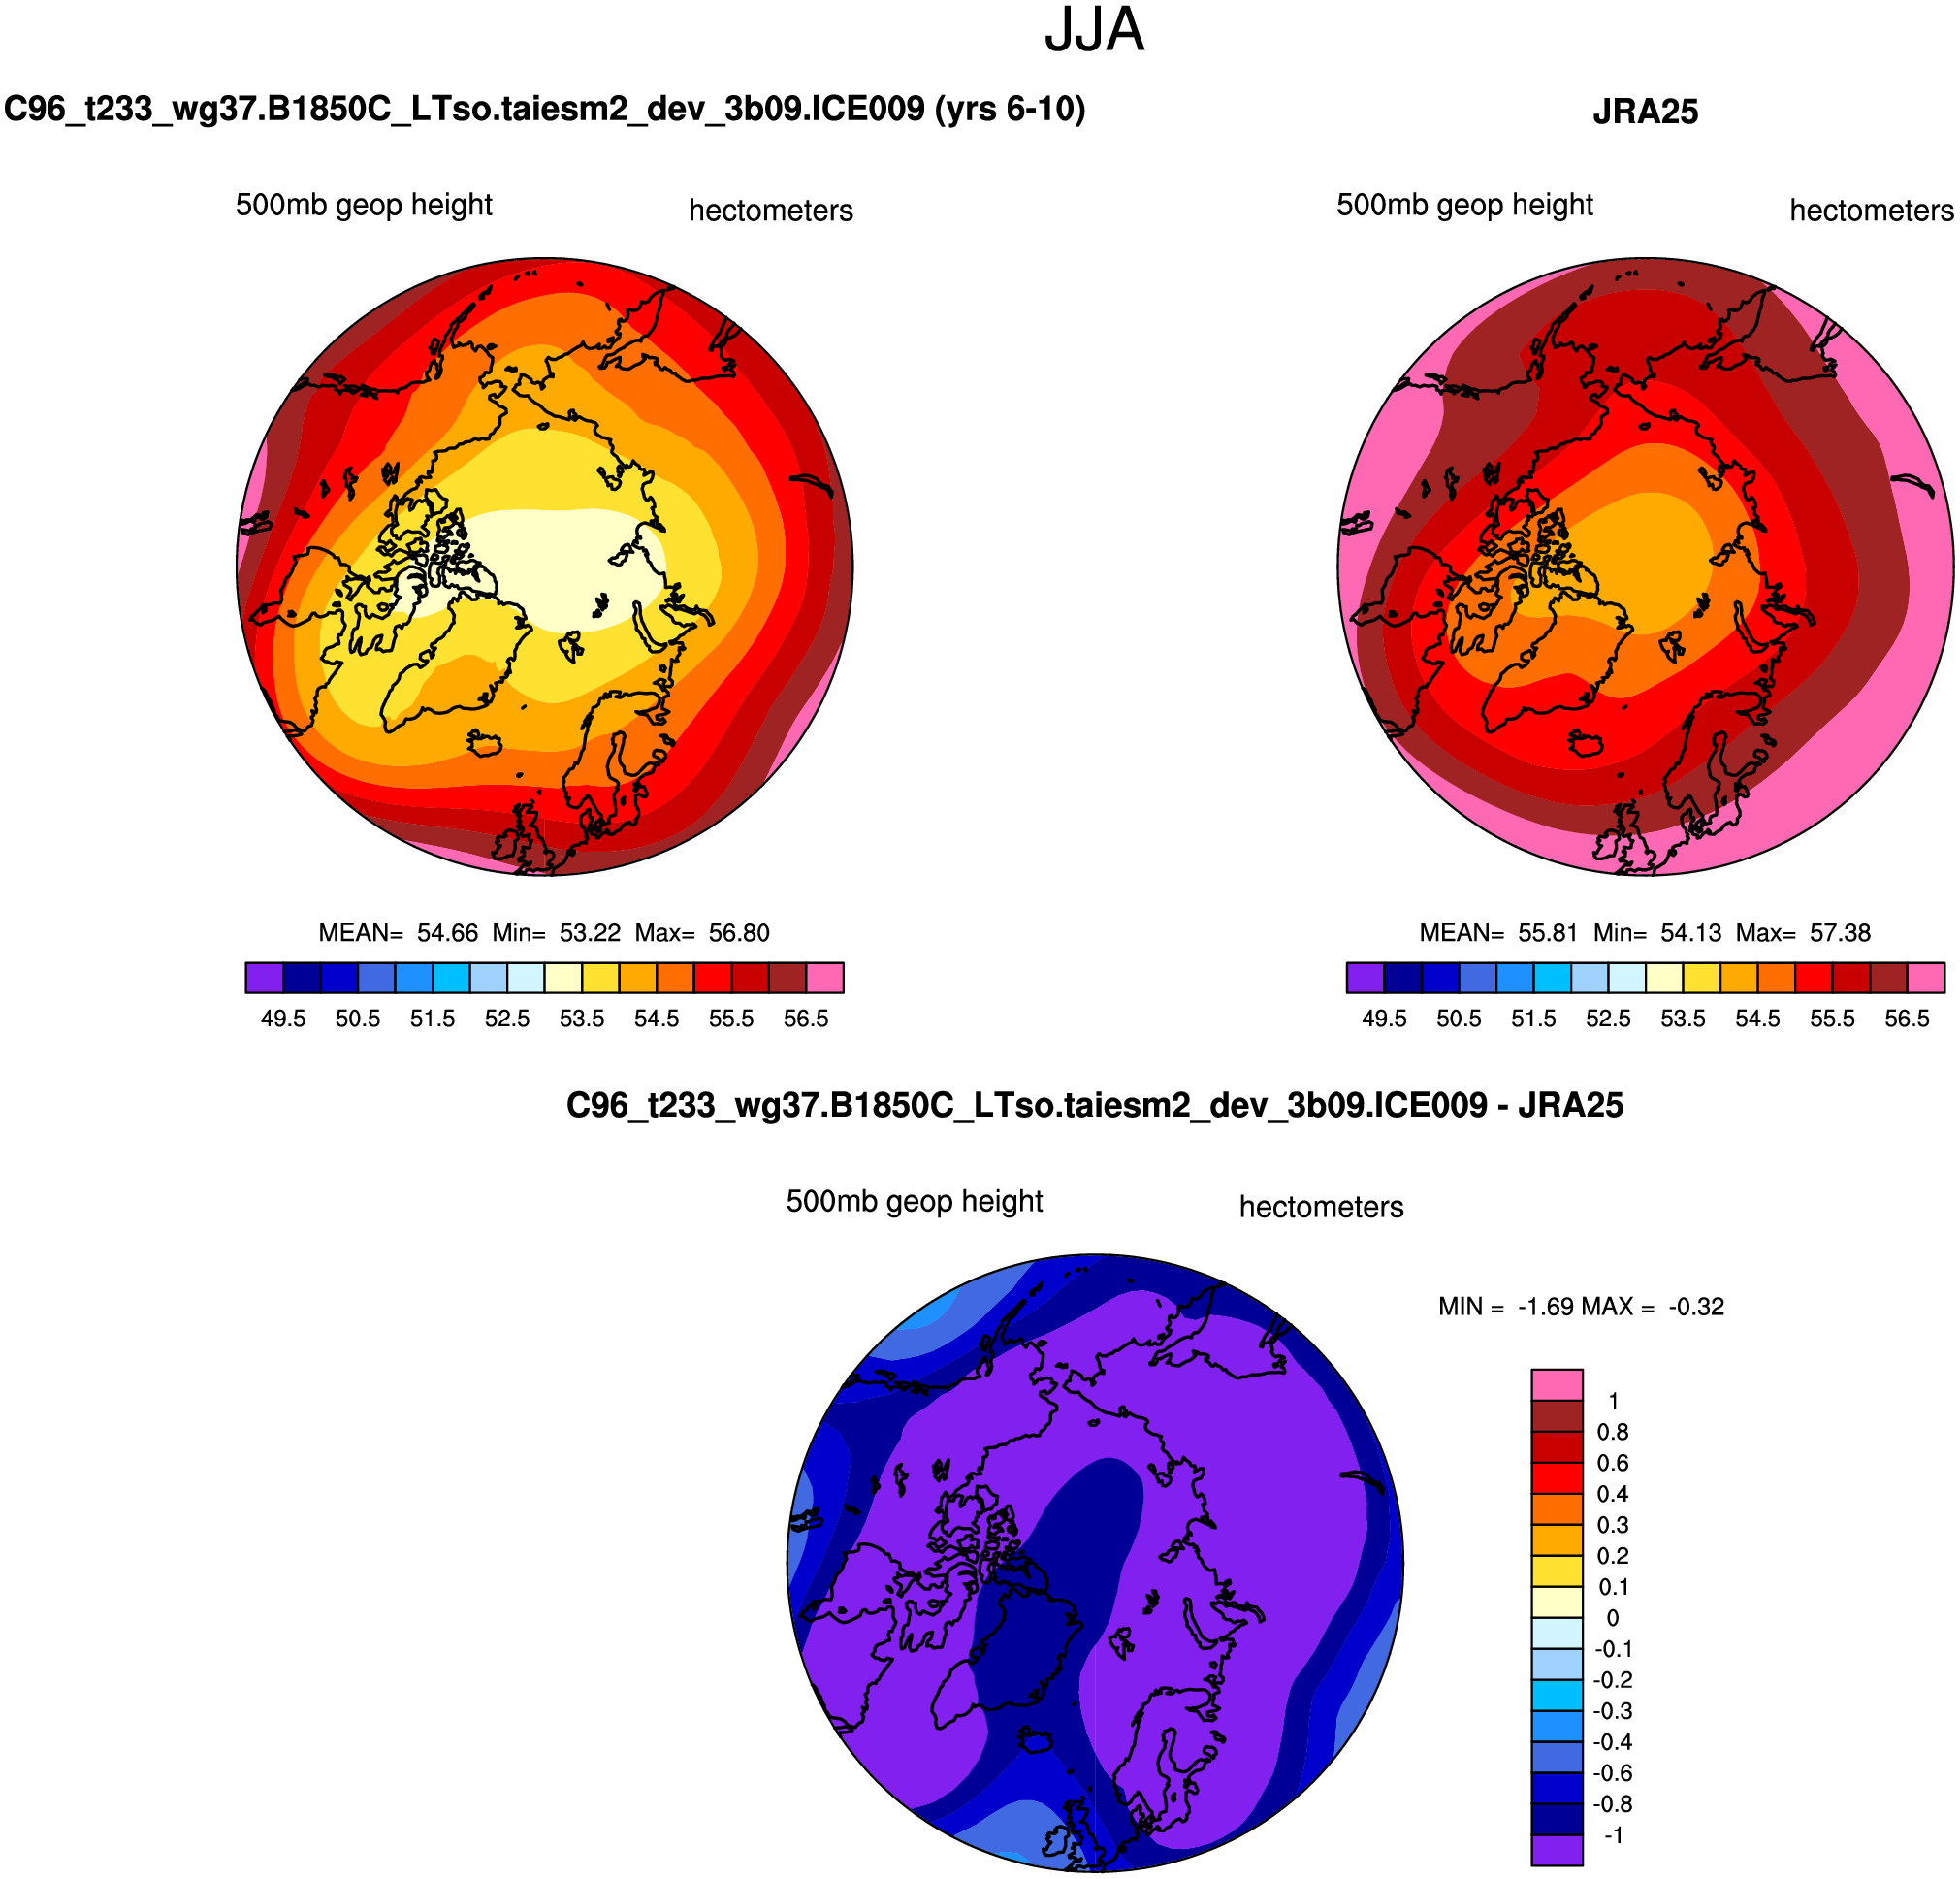 JJA
C96_t233_wg37.B1850C_LTso.taiesm2_dev_3b09.ICE009 (yrs 6-10)
JRA25
500mb geop height hectometers
500mb geop height hectometers
MEAN= 54.66 Min= 53.22 Max= 56.80
MEAN= 55.81 Min= 54.13 Max= 57.38
49.5 50.5 51.5 52.5 53.5 54.5 55.5 56.5
49.5 50.5 51.5 52.5 53.5 54.5 55.5 56.5
C96_t233_wg37.B1850C_LTso.taiesm2_dev_3b09.ICE009 - JRA25
500mb geop height hectometers
MIN = -1.69 MAX = -0.32
1
0.8
0.6
0.4
0.3
0.2
0.1
0
-0.1
-0.2
-0.3
-0.4
-0.6
-0.8
-1